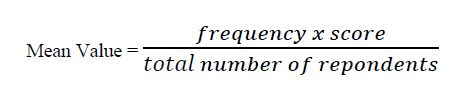 Mean Value = frequency x score / total number of repondents